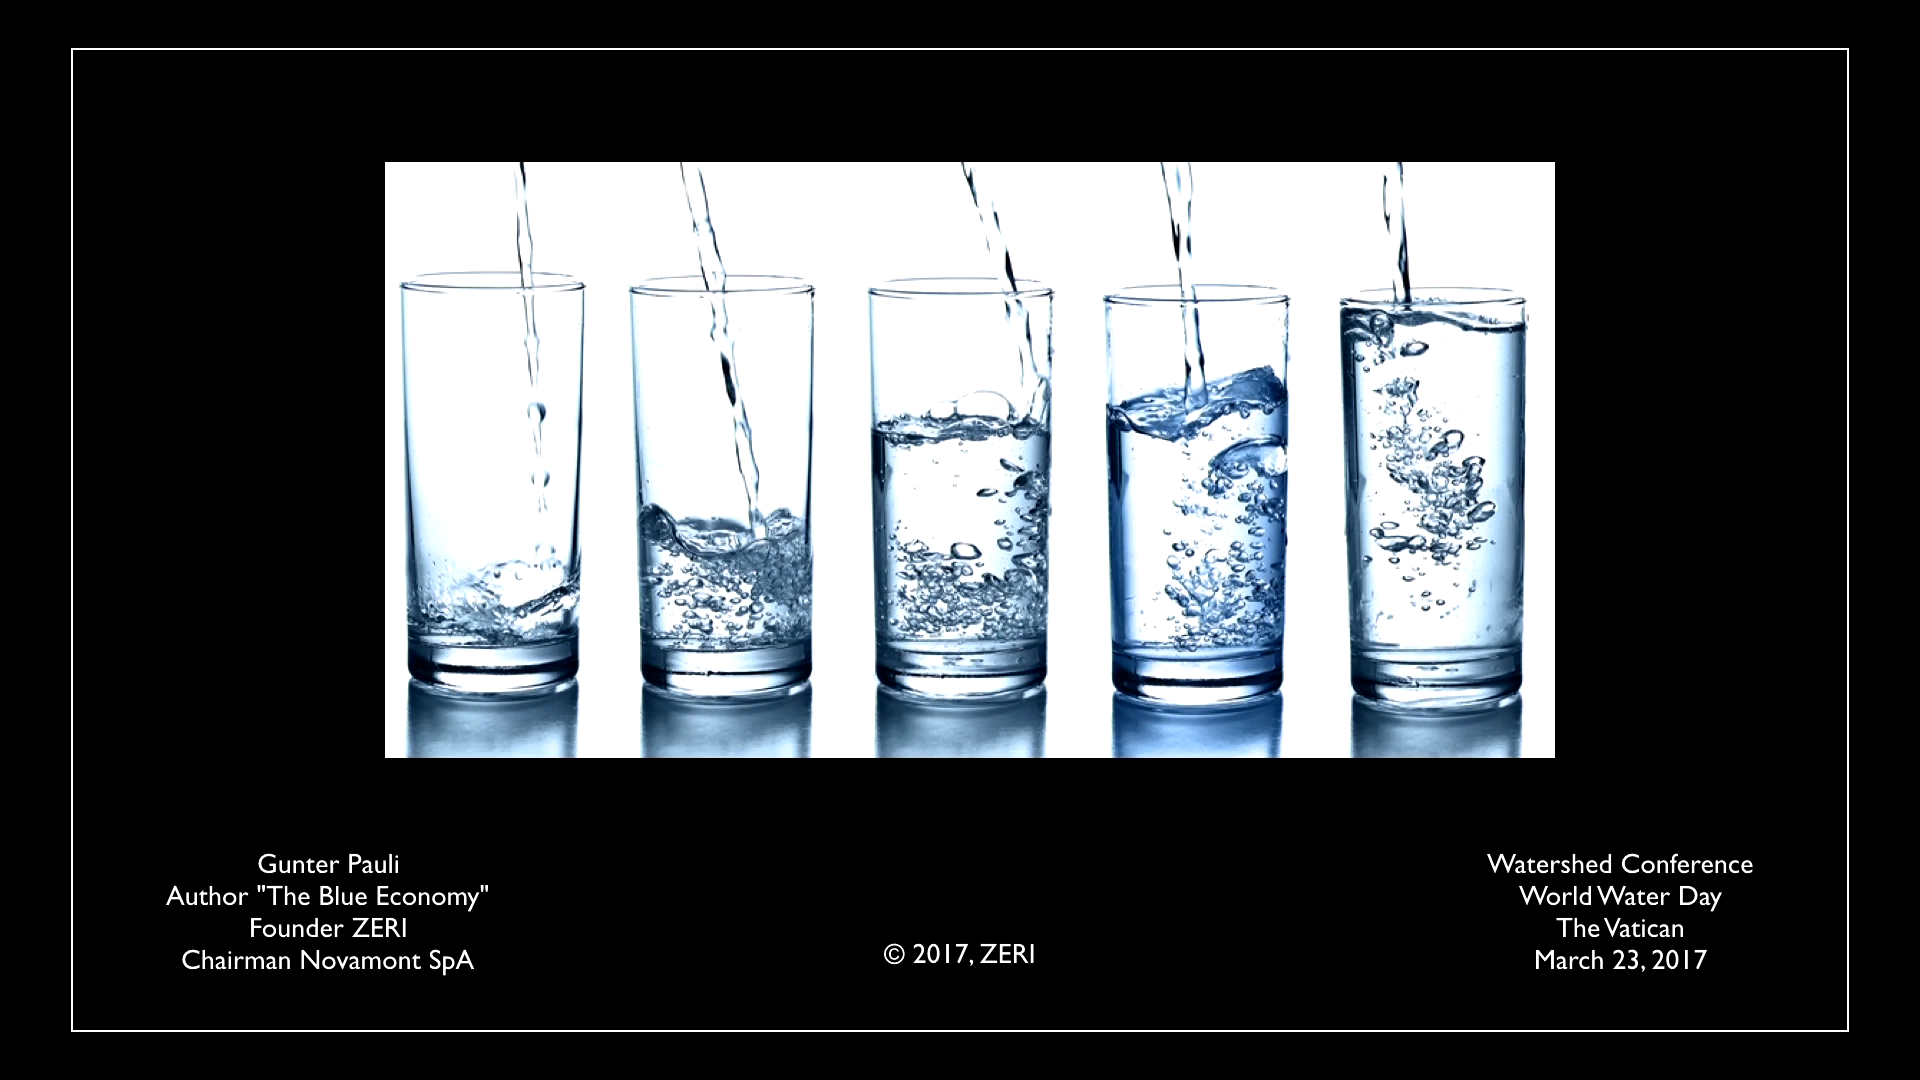 Gunter Pauli
Author "The Blue Economy"
Founder ZERI
Chairman Novamont SpA
© 2017, ZERI
Watershed Conference
World Water Day
The Vatican
March 23, 2017